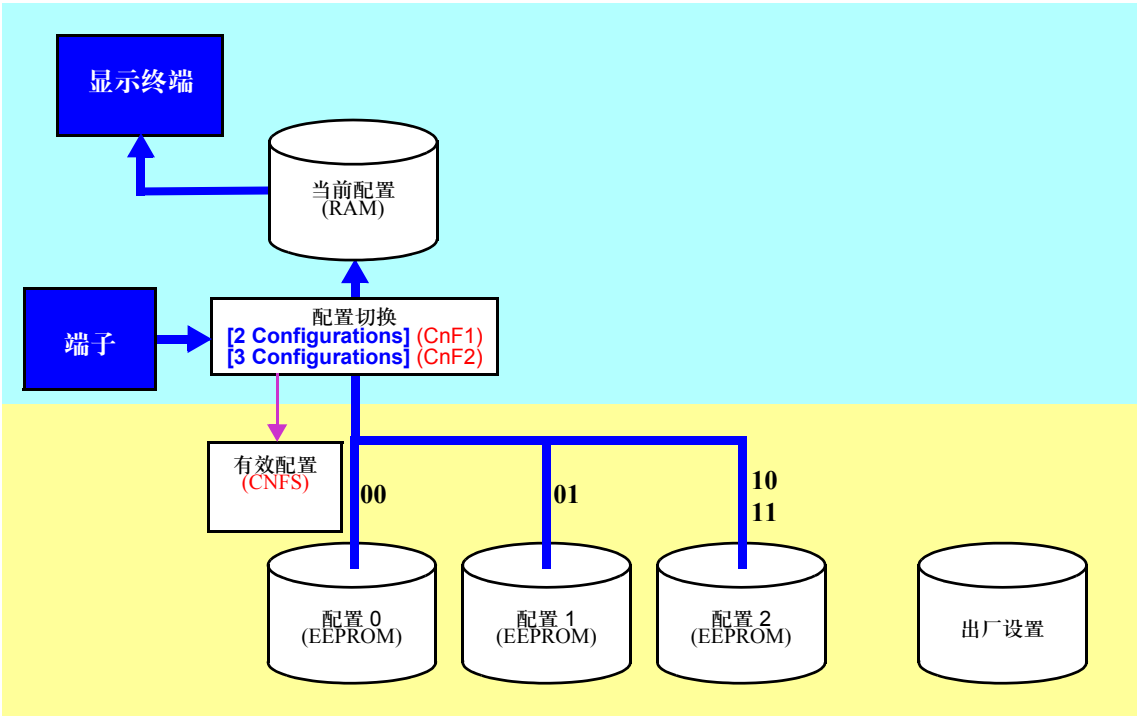 显示终端
当前配置
(RAM)
端子
配置切换
[2 Configurations] (CnF1)
[3 Configurations] (CnF2)
有效配置
(CNFS)
00
01
10
11
配置 0
(EEPROM)
配置 1
(EEPROM)
配置 2
(EEPROM)
出厂设置